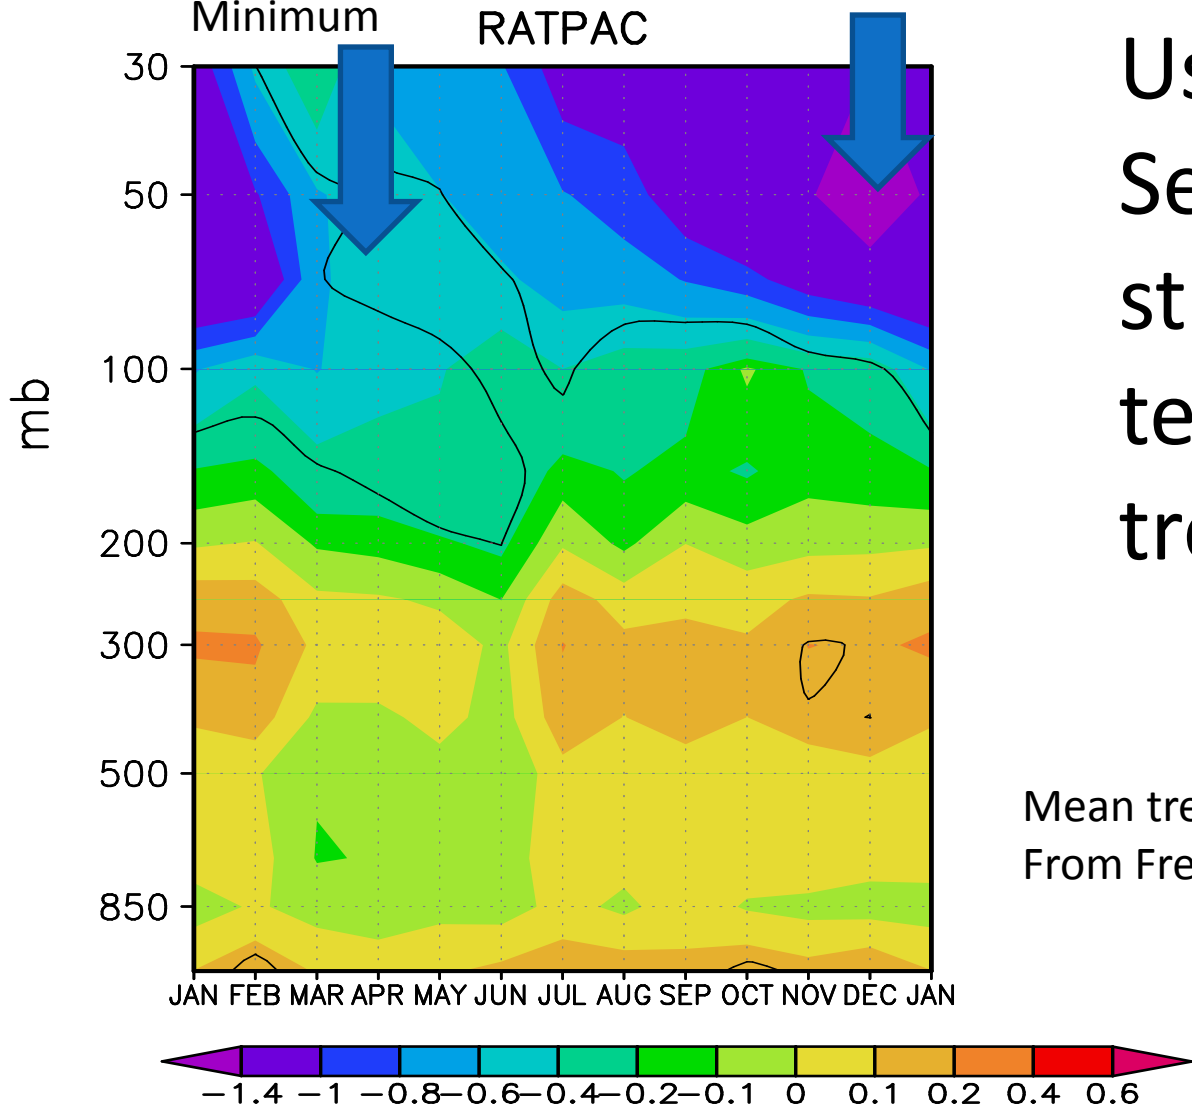 Minimum
RATPAC
30
50
100
200
300
500
850
mb
JAN FEB MAR APR MAY JUN JUL AUG SEP OCT NOV DEC JAN
−1.4 −1 −0.8 −0.6 −0.4 −0.2 −0.1 0 0.1 0.2 0.4 0.6
Us
Se
st
te
tre
Mean tre
From Fre